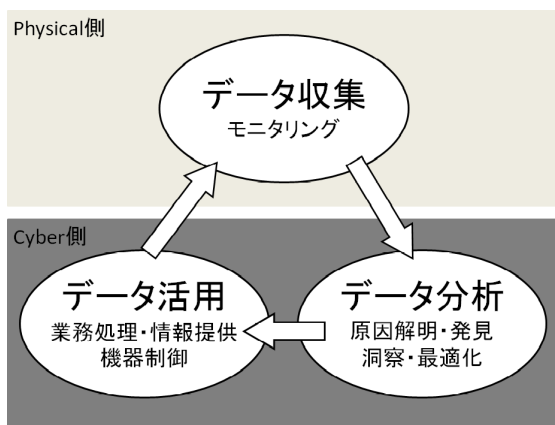 Physical側
データ収集
モニタリング
Cyber側
データ活用
業務処理・情報提供
機器制御
データ分析
原因解明・発見
洞察・最適化